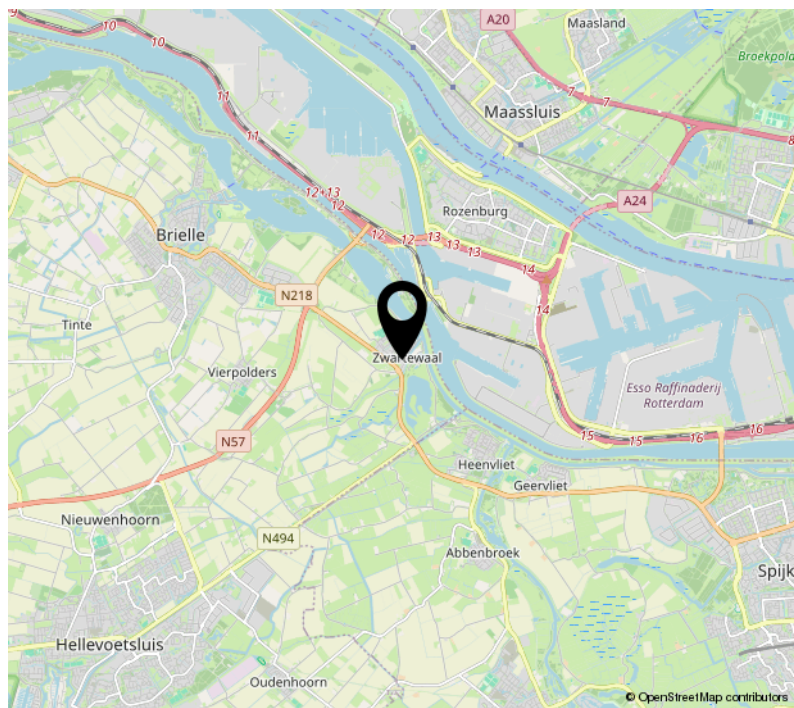 9
10
10
A20
Maasland
Broekpold
7
7
11
Maassluis
11
8
12+13
12
A24
Rozenburg
Brielle
12
12
13
13
13
14
N218
14
Tinte
Zwartewaal
Vierpolders
Esso Raffinaderij
Rotterdam
N57
15
15
16
16
Heenvliet
Geervliet
Nieuwenhoorn
N494
Abbenbroek
Spijk
Hellevoetsluis
Oudenhoorn
© OpenStreetMap contributors